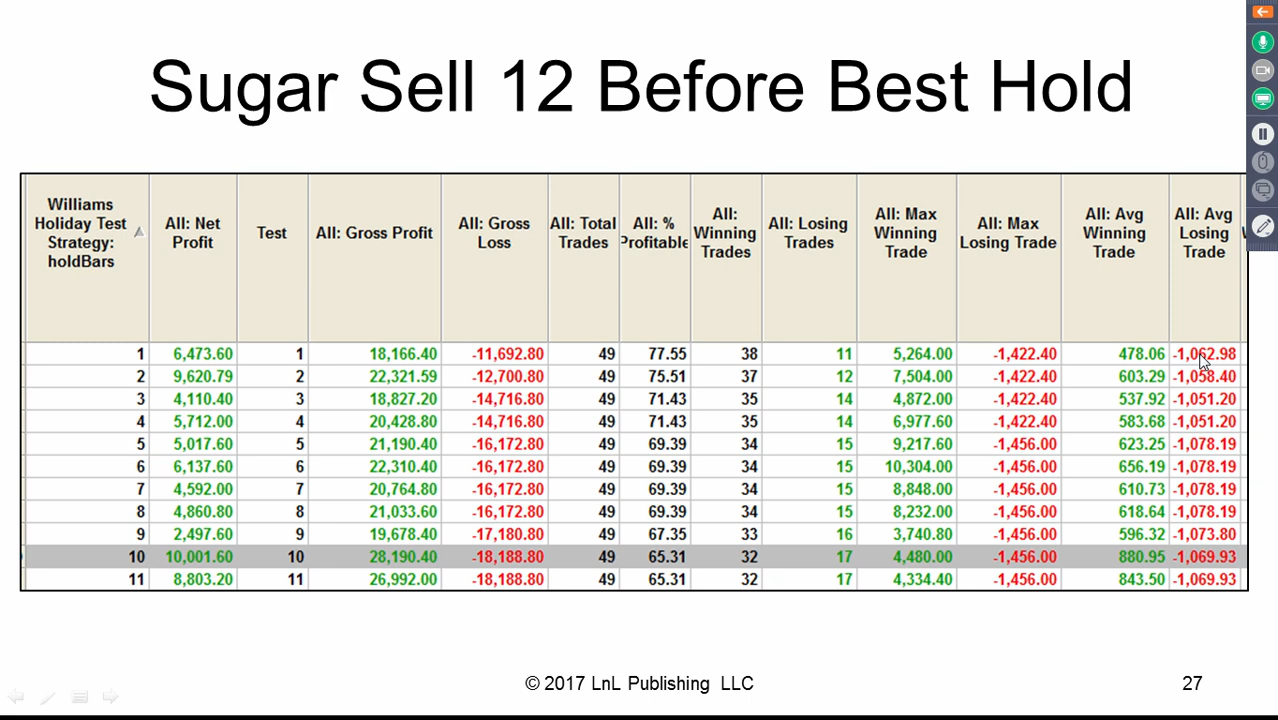 Sugar Sell 12 Before Best Hold
Williams Holiday Test Strategy: holdBars All: Net Profit Test All: Gross Profit All: Gross Loss All: Total Trades All: % Profitable All: Winning Trades All: Losing Trades All: Max Winning Trade All: Max Losing Trade All: Avg Winning Trade All: Avg Losing Trade
1 6,473.60 1 18,166.40 -11,692.80 49 77.55 38 11 5,264.00 -1,422.40 478.06 -1,062.98
2 9,620.79 2 22,321.59 -12,700.80 49 75.51 37 12 7,504.00 -1,422.40 603.29 -1,058.40
3 4,110.40 3 18,827.20 -14,716.80 49 71.43 35 14 4,872.00 -1,422.40 537.92 -1,051.20
4 5,712.00 4 20,428.80 -14,716.80 49 71.43 35 14 6,977.60 -1,422.40 583.68 -1,051.20
5 5,017.60 5 21,190.40 -16,172.80 49 69.39 34 15 9,217.60 -1,456.00 623.25 -1,078.19
6 6,137.60 6 22,310.40 -16,172.80 49 69.39 34 15 10,304.00 -1,456.00 656.19 -1,078.19
7 4,592.00 7 20,764.80 -16,172.80 49 69.39 34 15 8,848.00 -1,456.00 610.73 -1,078.19
8 4,860.80 8 21,033.60 -16,172.80 49 69.39 34 15 8,232.00 -1,456.00 618.64 -1,078.19
9 2,497.60 9 19,678.40 -17,180.80 49 67.35 33 16 3,740.80 -1,456.00 596.32 -1,073.80
10 10,001.60 10 28,190.40 -18,188.80 49 65.31 32 17 4,480.00 -1,456.00 880.95 -1,069.93
11 8,803.20 11 26,992.00 -18,188.80 49 65.31 32 17 4,334.40 -1,456.00 843.50 -1,069.93
© 2017 LnL Publishing LLC
27